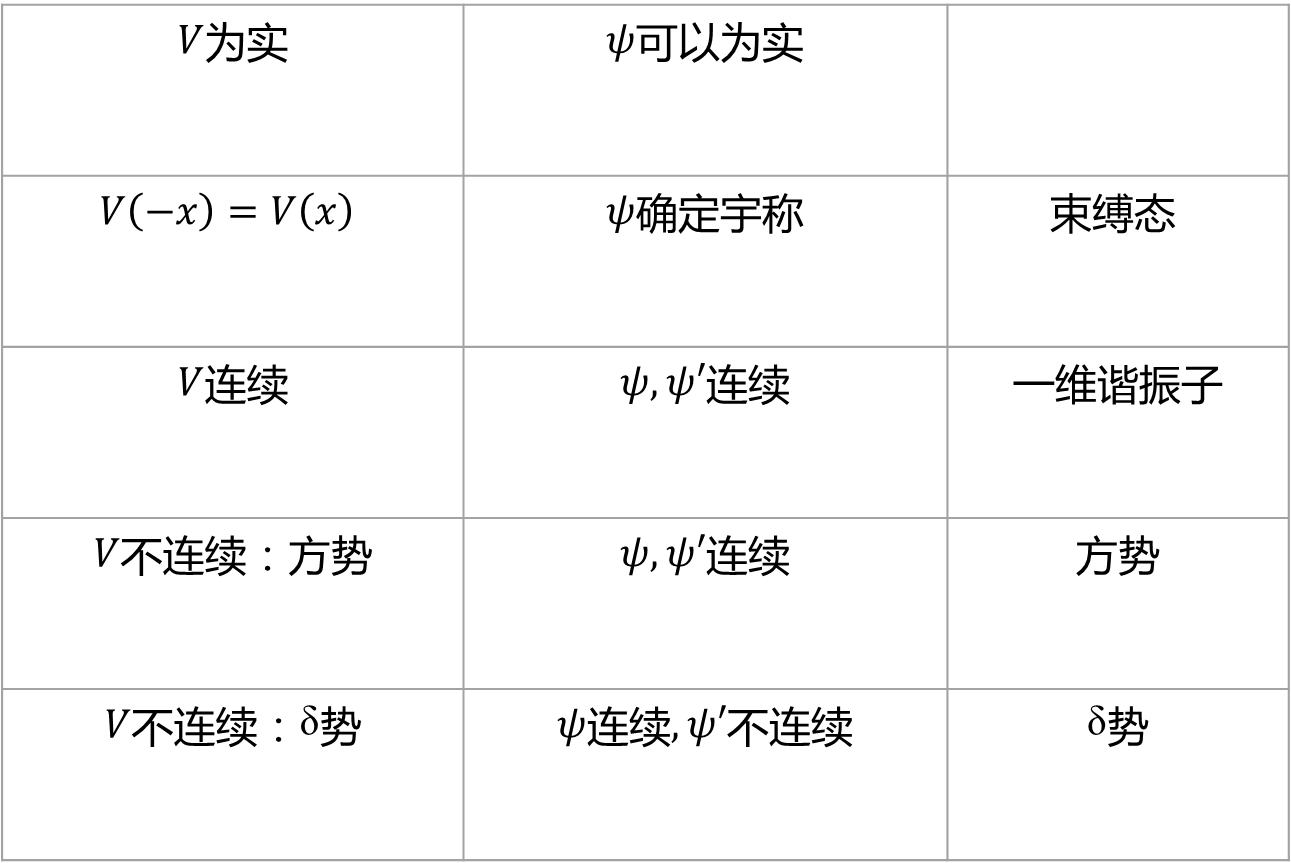 V为实 ψ可以为实
V(−x) = V(x) ψ确定宇称 束缚态
V连续 ψ, ψ′连续 一维谐振子
V不连续：方势 ψ, ψ′连续 方势
V不连续：δ势 ψ连续, ψ′不连续 δ势